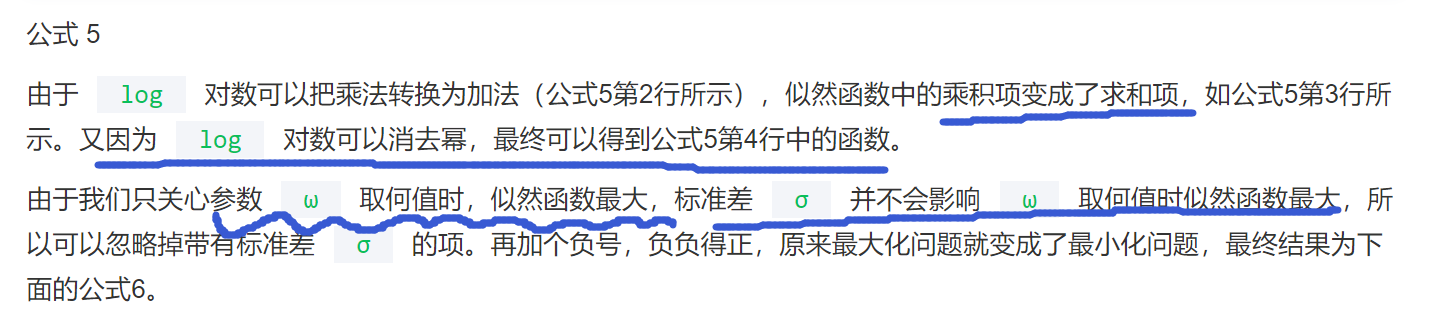 公式 5
由于 log 对数可以把乘法转换为加法（公式5第2行所示），似然函数中的乘积项变成了求和项，如公式5第3行所
示。又因为 log 对数可以消去幂，最终可以得到公式5第4行中的函数。
由于我们只关心参数 ω 取何值时，似然函数最大，标准差 σ 并不会影响 ω 取何值时似然函数最大，所
以可以忽略掉带有标准差 σ 的项。再加个负号，负负得正，原来最大化问题就变成了最小化问题，最终结果为下
面的公式6。